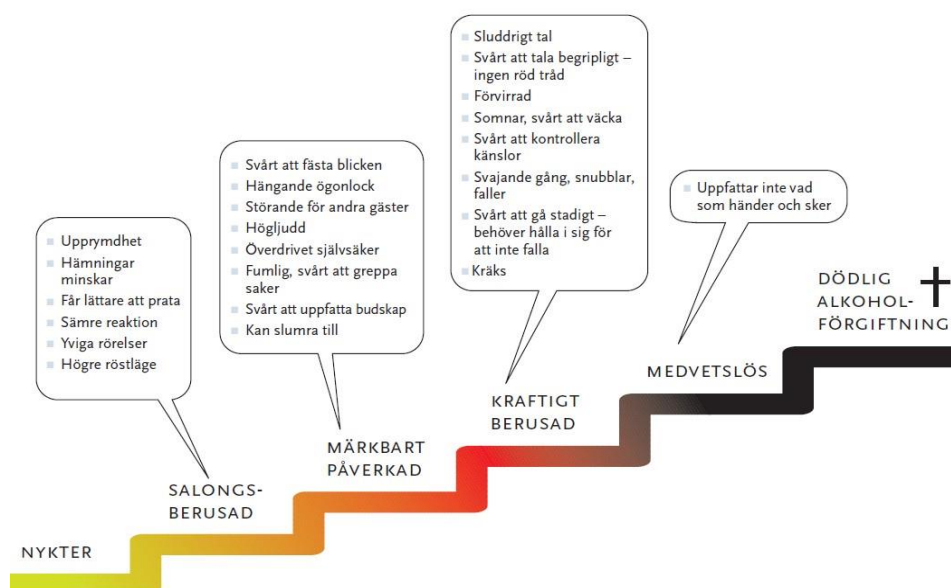 Upprymdhet
Hämningar
minskar
Får lättare att prata
Sämre reaktion
Yviga rörelser
Högre röstläge
Svårt att fästa blicken
Hängande ögonlock
Störande för andra gäster
Högljudd
Överdrivet självsäker
Fumlig, svårt att greppa
saker
Svårt att uppfatta budskap
Kan slumra till
Sluddrigt tal
Svårt att tala begripligt –
ingen röd tråd
Förvirrad
Somnar, svårt att väcka
Svårt att kontrollera
känslor
Svajande gång, snubblar,
faller
Svårt att gå stadigt –
behöver hålla i sig för
att inte falla
Kräks
Uppfattar inte vad
som händer och sker
NYKTER
SALONGS-
BERUSAD
MÄRKBART
PÅVERKAD
KRAFTIGT
BERUSAD
MEDVETSLÖS
DÖDLIG
ALKOHOL-
FÖRGIFTNING